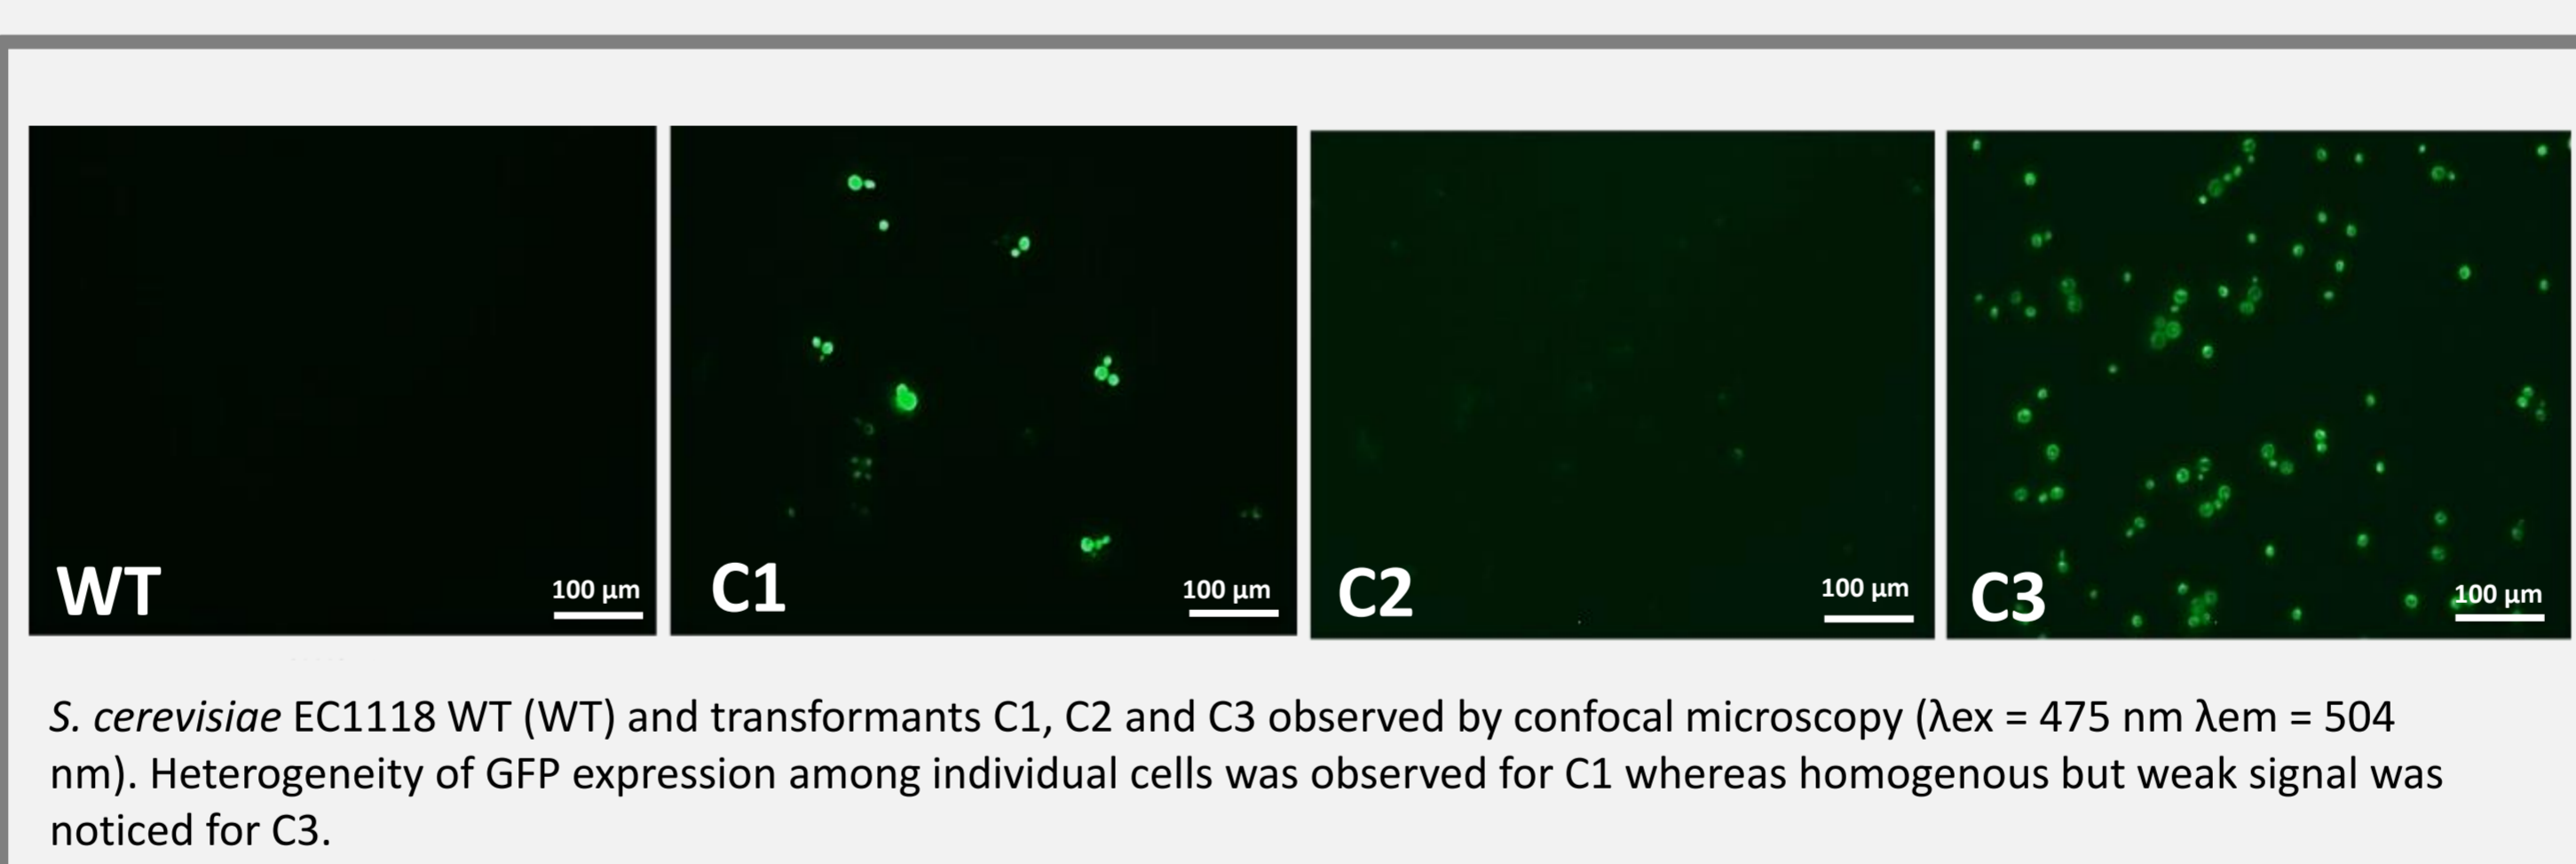 WT
100 µm
C1
100 µm
C2
100 µm
C3
100 µm
S. cerevisiae EC1118 WT (WT) and transformants C1, C2 and C3 observed by confocal microscopy (λex = 475 nm λem = 504
nm). Heterogeneity of GFP expression among individual cells was observed for C1 whereas homogenous but weak signal was
noticed for C3.